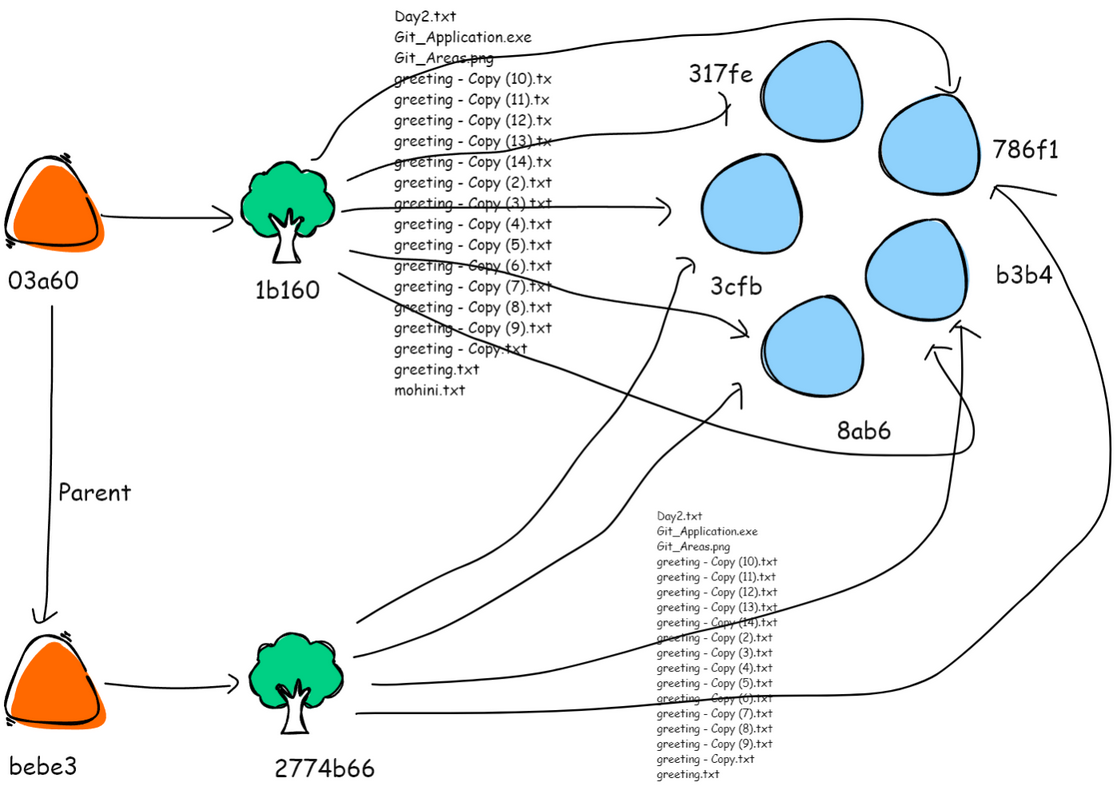 Day2.txt
Git_Application.exe
Git_Areas.png
greeting - Copy (10).tx
greeting - Copy (11).tx
greeting - Copy (12).tx
greeting - Copy (13).tx
greeting - Copy (14).tx
greeting - Copy (2).txt
greeting - Copy (3).txt
greeting - Copy (4).txt
greeting - Copy (5).txt
greeting - Copy (6).txt
greeting - Copy (7).txt
greeting - Copy (8).txt
greeting - Copy (9).txt
greeting - Copy.txt
greeting.txt
mohini.txt
317fe
786f1
03a60
1b160
3cfb
b3b4
8ab6
Parent
Day2.txt
Git_Application.exe
Git_Areas.png
greeting - Copy (10).txt
greeting - Copy (11).txt
greeting - Copy (12).txt
greeting - Copy (13).txt
greeting - Copy (14).txt
greeting - Copy (2).txt
greeting - Copy (3).txt
greeting - Copy (4).txt
greeting - Copy (5).txt
greeting - Copy (6).txt
greeting - Copy (7).txt
greeting - Copy (8).txt
greeting - Copy (9).txt
greeting - Copy.txt
greeting.txt
bebe3
2774b66